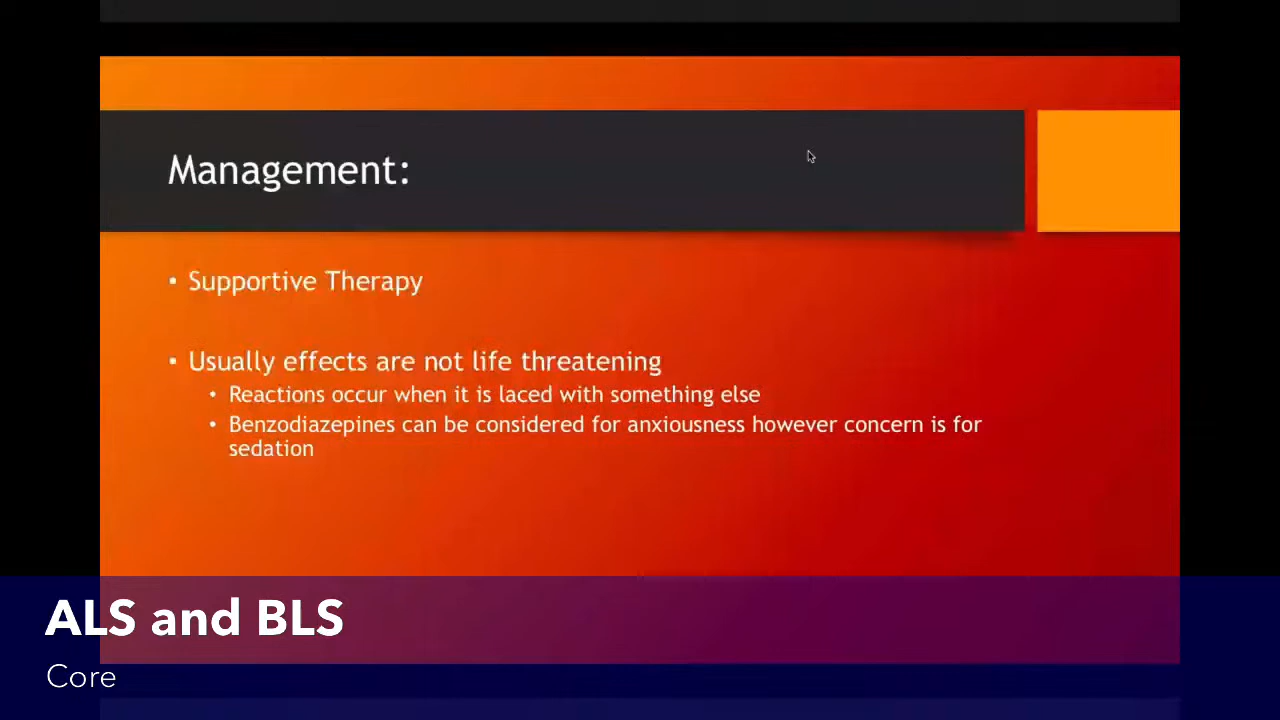 Management:
• Supportive Therapy
• Usually effects are not life threatening
• Reactions occur when it is laced with something else
• Benzodiazepines can be considered for anxiousness however concern is for
sedation
ALS and BLS
Core